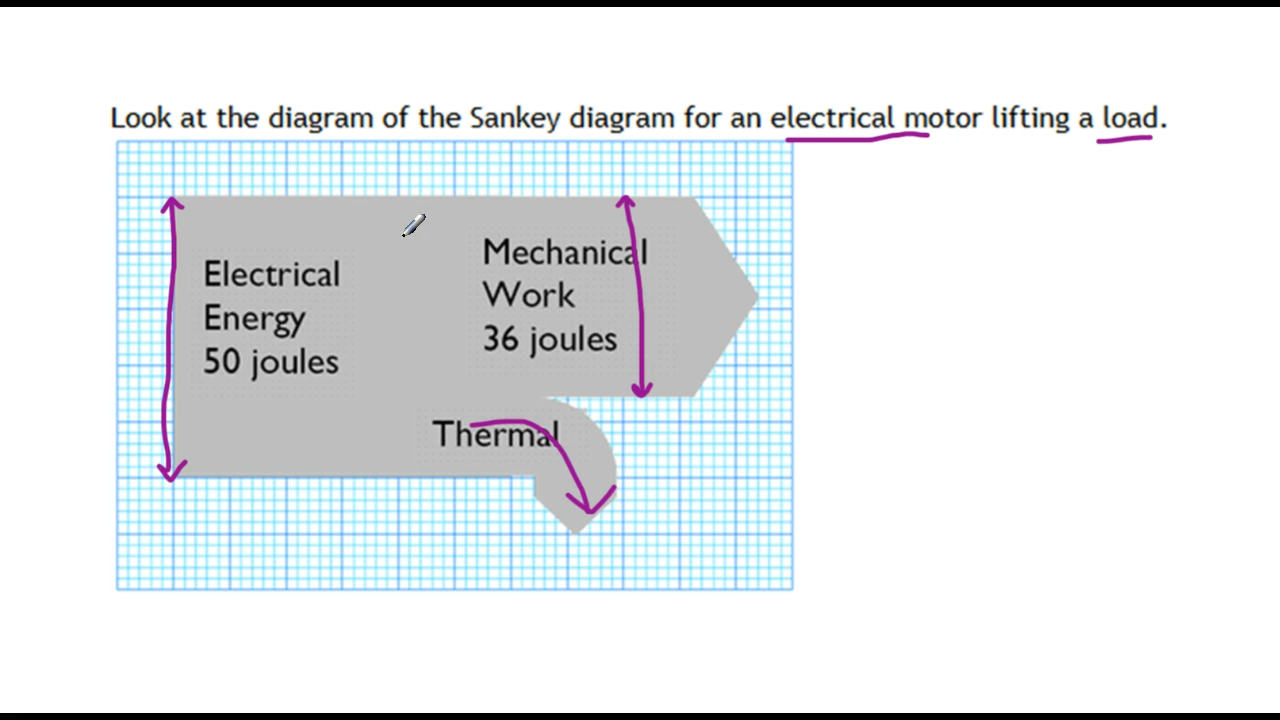 Look at the diagram of the Sankey diagram for an electrical motor lifting a load.
Electrical
Energy
50 joules
Mechanical
Work
36 joules
Thermal